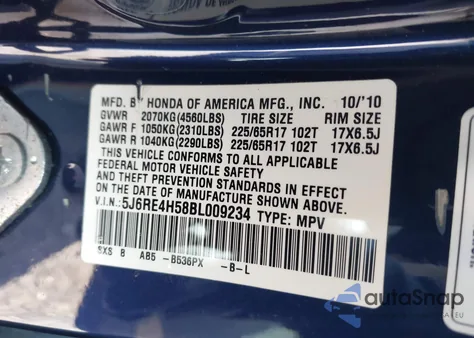 MFD. BY HONDA OF AMERICA MFG., INC. 10/'10
GVWR 2070KG(4560LBS) TIRE SIZE RIM SIZE
GAWR F 1050KG(2310LBS) 225/65R17 102T 17X6.5J
GAWR R 1040KG(2290LBS) 225/65R17 102T 17X6.5J
THIS VEHICLE CONFORMS TO ALL APPLICABLE
FEDERAL MOTOR VEHICLE SAFETY
AND THEFT PREVENTION STANDARDS IN EFFECT
ON THE DATE OF MANUFACTURE SHOWN ABOVE.
V.I.N.: 5J6RE4H58BL009234 TYPE: MPV
SXS B A85 -B536PX -B-L
autoSnap